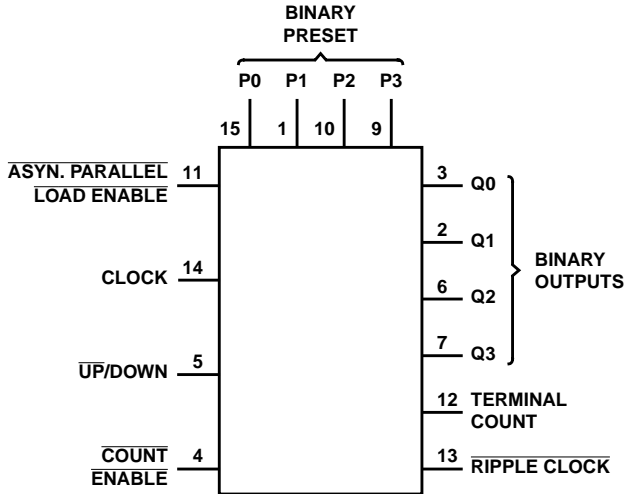 BINARY
PRESET
P0 P1 P2 P3
15 1 10 9
ASYN. PARALLEL
LOAD ENABLE
11
3 Q0
2 Q1
BINARY
OUTPUTS
CLOCK 14
6 Q2
7 Q3
UP/DOWN 5
12 TERMINAL
COUNT
COUNT
ENABLE
4
13 RIPPLE CLOCK